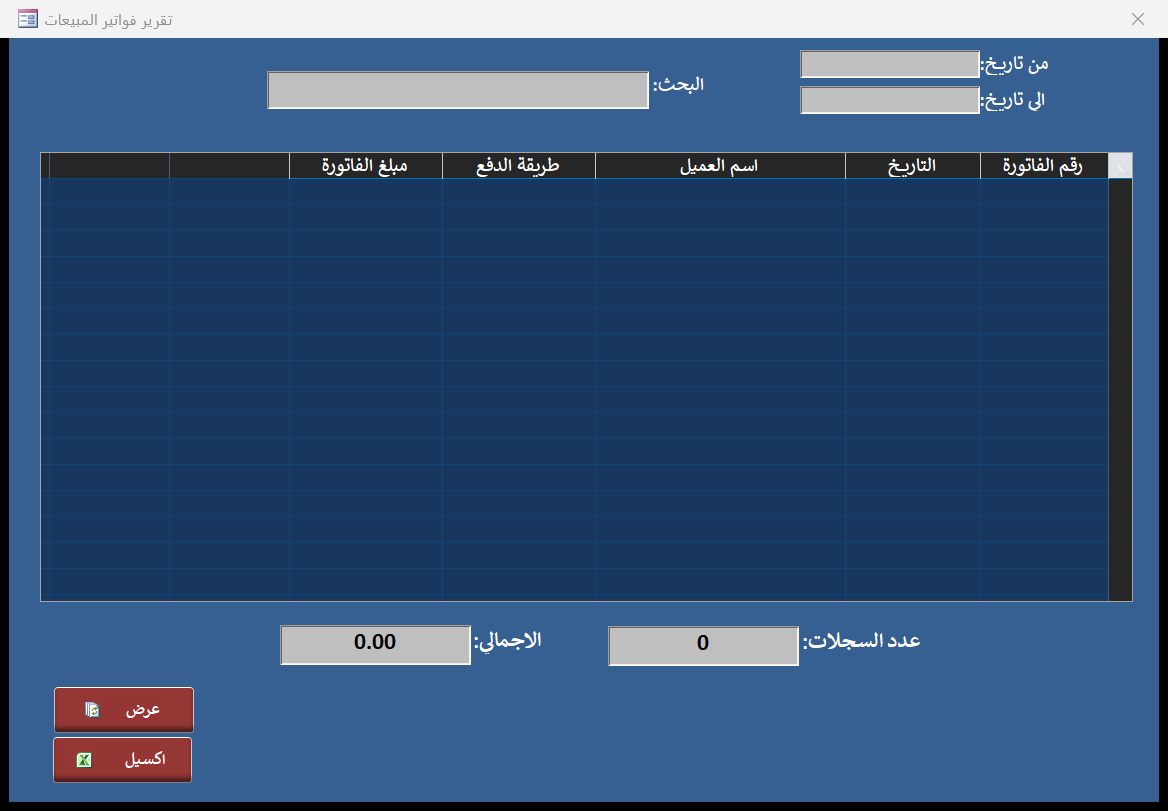 تقرير فواتير المبيعات
من تاريخ:
الي تاريخ:
البحث:
رقم الفاتورة التاريخ اسم العميل طريقة الدفع مبلغ الفاتورة
عدد السجلات: 0 الاجمالي: 0.00
عرض
اكسيل